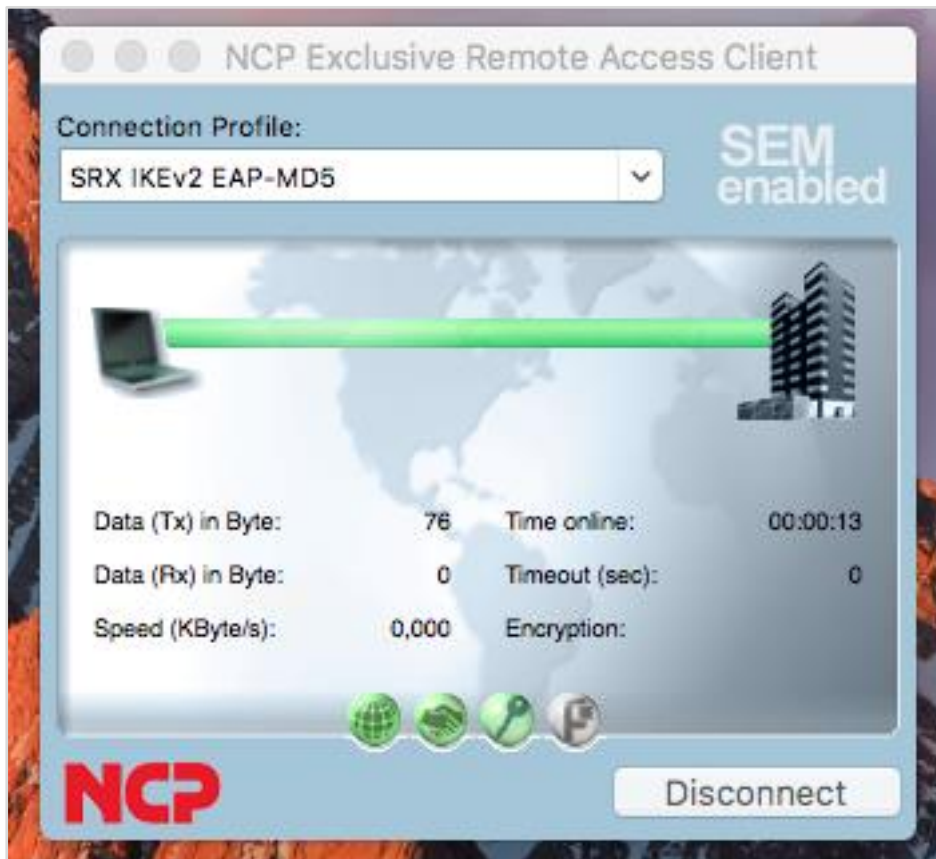 NCP Exclusive Remote Access Client
Connection Profile:
SRX IKEv2 EAP-MD5
SEM
enabled
Data (Tx) in Byte: 76 Time online: 00:00:13
Data (Rx) in Byte: 0 Timeout (sec): 0
Speed (KByte/s): 0,000 Encryption:
NCP
Disconnect